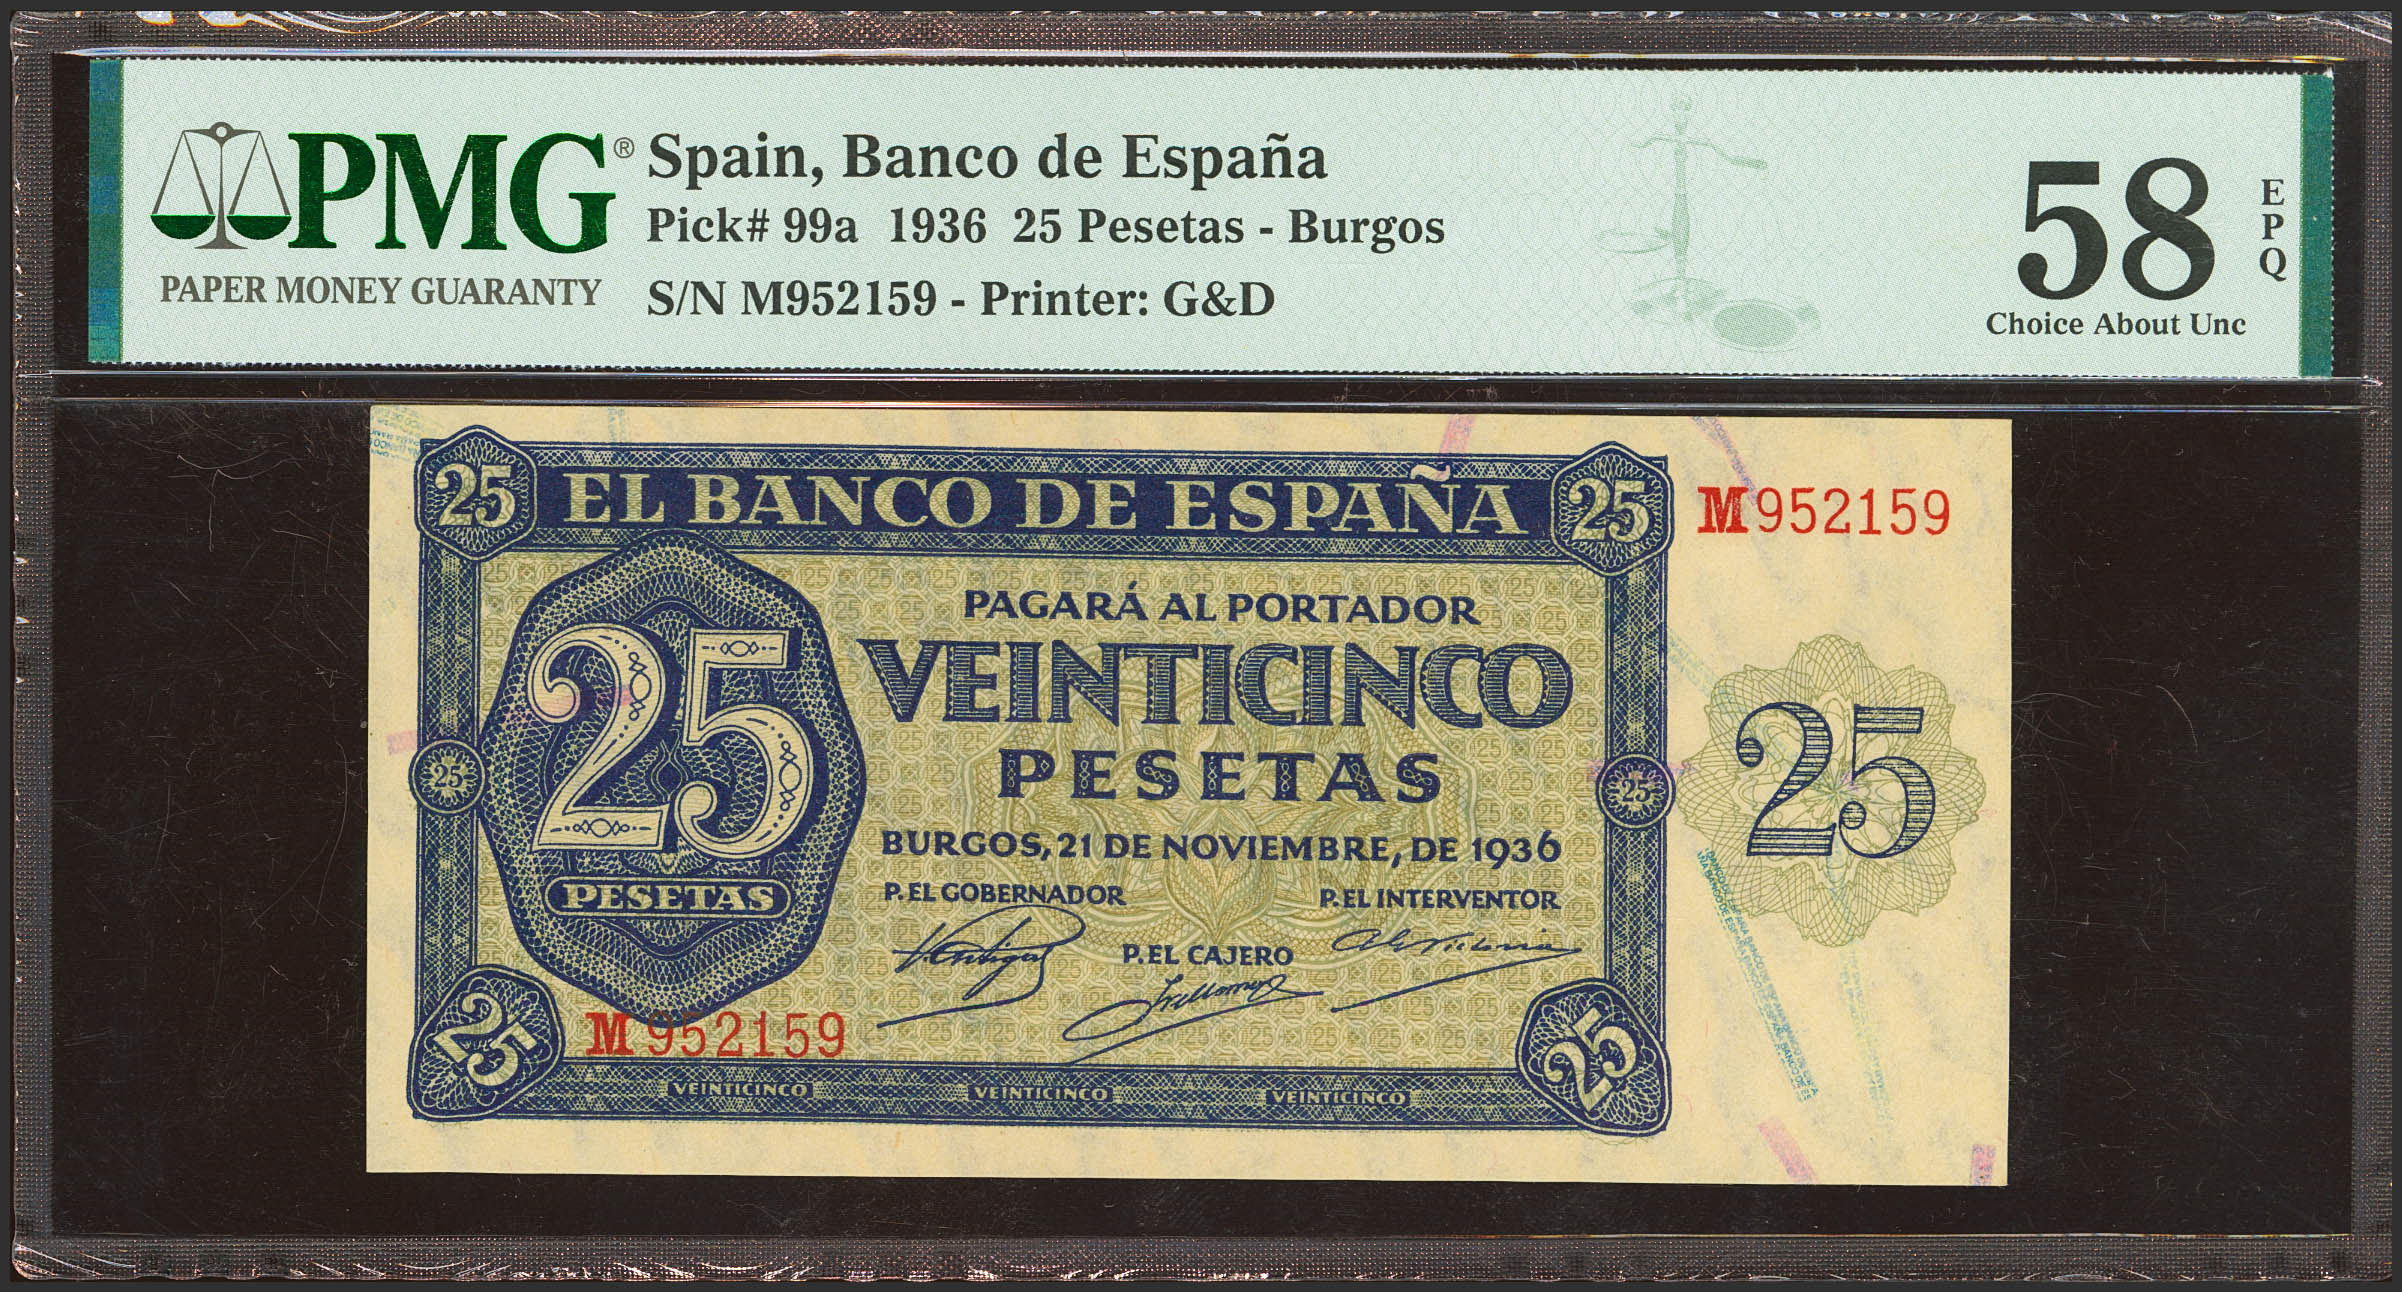 PMG®
PAPER MONEY GUARANTY
Spain, Banco de España
Pick# 99a 1936 25 Pesetas - Burgos
S/N M952159 - Printer: G&D
58
EPQ
Choice About Unc
25 EL BANCO DE ESPAÑA 25
M952159
PAGARÁ AL PORTADOR
VEINTICINCO
PESETAS
25
PESETAS
25
25
25
BURGOS, 21 DE NOVIEMBRE, DE 1936
P. EL GOBERNADOR
P. EL INTERVENTOR
P. EL CAJERO
M952159
25
25
VEINTICINCO VEINTICINCO VEINTICINCO